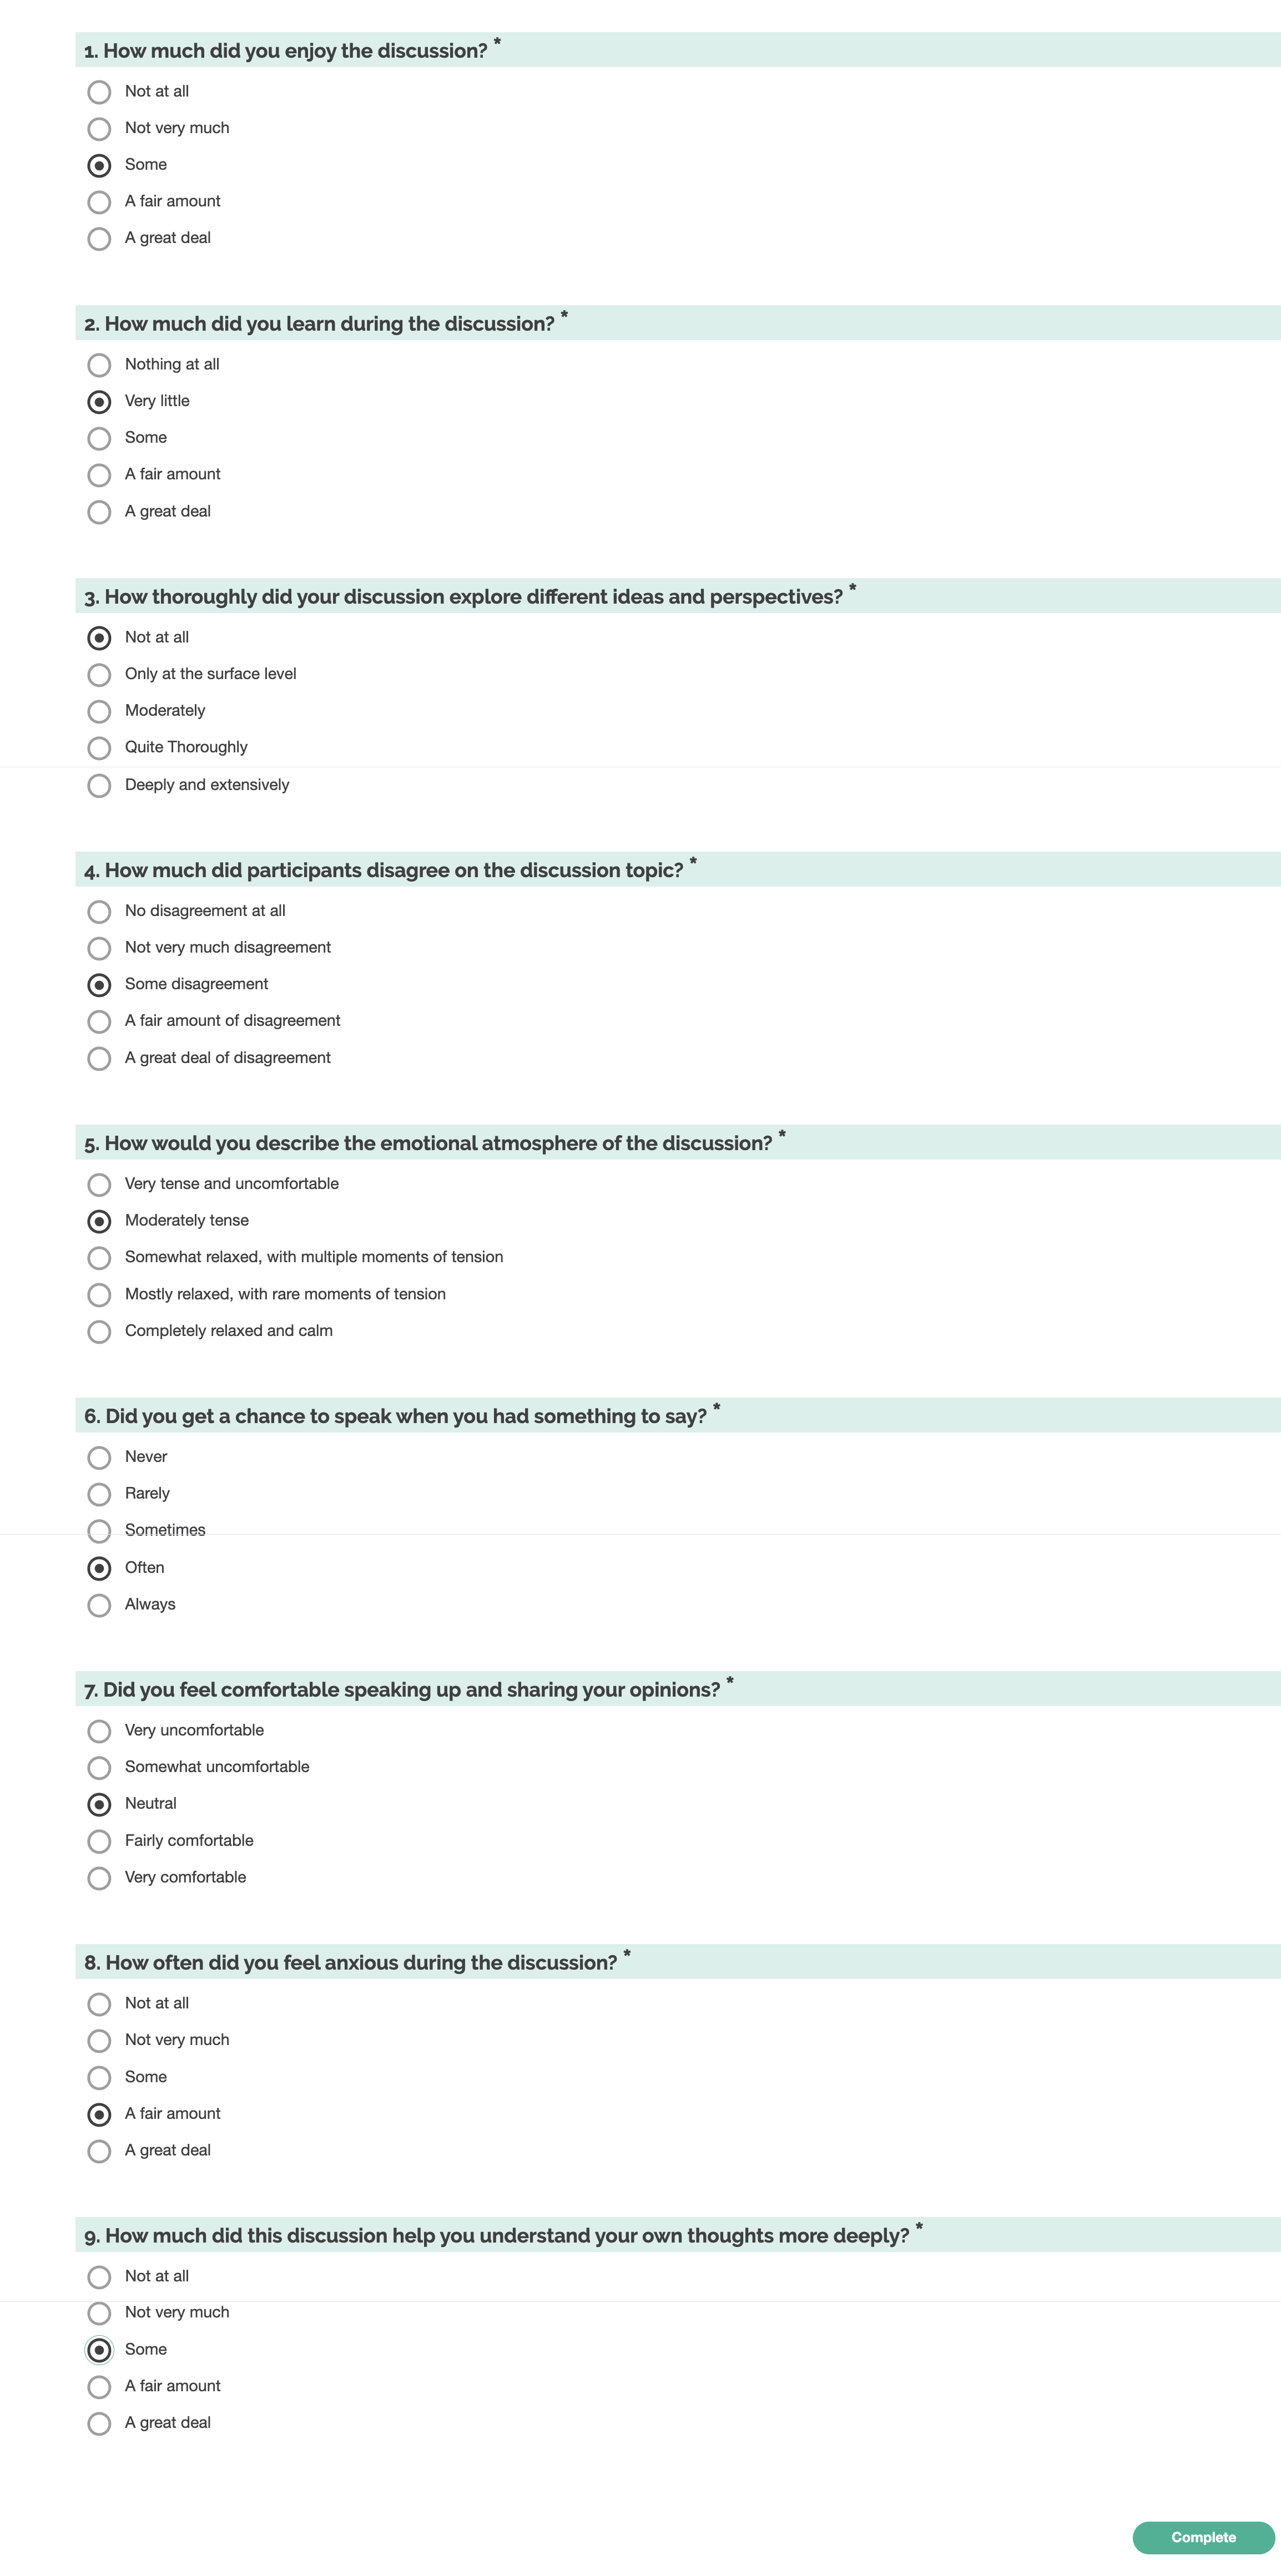 1. How much did you enjoy the discussion? *
Not at all
Not very much
Some
A fair amount
A great deal
2. How much did you learn during the discussion? *
Nothing at all
Very little
Some
A fair amount
A great deal
3. How thoroughly did your discussion explore different ideas and perspectives? *
Not at all
Only at the surface level
Moderately
Quite Thoroughly
Deeply and extensively
4. How much did participants disagree on the discussion topic? *
No disagreement at all
Not very much disagreement
Some disagreement
A fair amount of disagreement
A great deal of disagreement
5. How would you describe the emotional atmosphere of the discussion? *
Very tense and uncomfortable
Moderately tense
Somewhat relaxed, with multiple moments of tension
Mostly relaxed, with rare moments of tension
Completely relaxed and calm
6. Did you get a chance to speak when you had something to say? *
Never
Rarely
Sometimes
Often
Always
7. Did you feel comfortable speaking up and sharing your opinions? *
Very uncomfortable
Somewhat uncomfortable
Neutral
Fairly comfortable
Very comfortable
8. How often did you feel anxious during the discussion? *
Not at all
Not very much
Some
A fair amount
A great deal
9. How much did this discussion help you understand your own thoughts more deeply? *
Not at all
Not very much
Some
A fair amount
A great deal
Complete